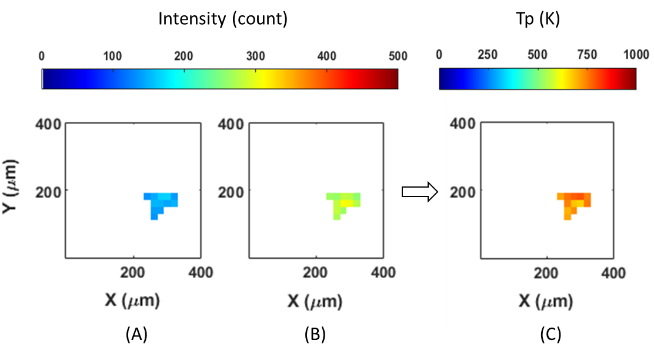 Intensity (count)
Tp (K)
0 100 200 300 400 500
0 250 500 750 1000
400
400
400
Y (μm)
200
200
200
200 400
200 400
200 400
X (μm)
X (μm)
X (μm)
(A)
(B)
(C)